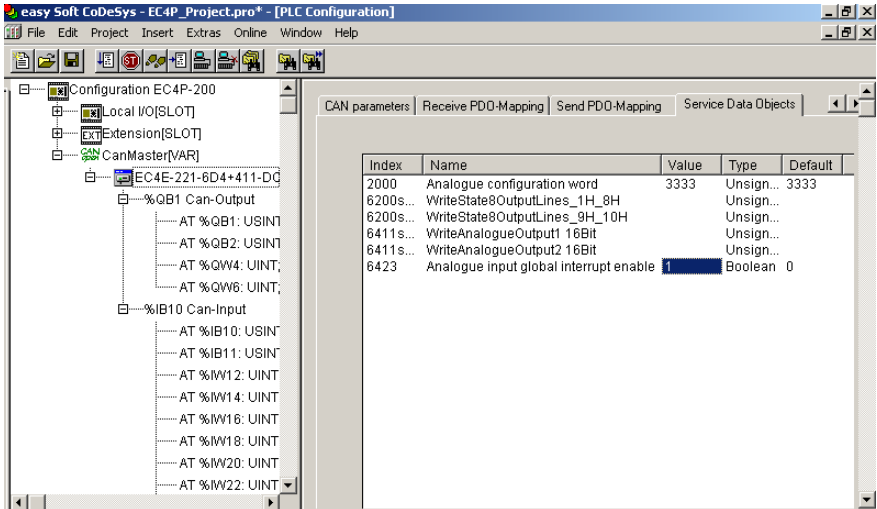 easy Soft CoDeSys - EC4P_Project.pro* - [PLC Configuration]
File Edit Project Insert Extras Online Window Help
Configuration EC4P-200
Local I/O[SLOT]
EXT Extension[SLOT]
CAN CanMaster[VAR]
EC4E-221-6D4+411-DC
%QB1 Can-Output
AT %QB1: USINT
AT %QB2: USINT
AT %QW4: UINT;
AT %QW6: UINT;
%IB10 Can-Input
AT %IB10: USINT
AT %IB11: USINT
AT %IW12: UINT
AT %IW14: UINT
AT %IW16: UINT
AT %IW18: UINT
AT %IW20: UINT
AT %IW22: UINT
CAN parameters Receive PDO-Mapping Send PDO-Mapping Service Data Objects
Index Name Value Type Default
2000 Analogue configuration word 3333 Unsign... 3333
6200s... WriteState8OutputLines_1H_8H Unsign...
6200s... WriteState8OutputLines_9H_10H Unsign...
6411s... WriteAnalogueOutput1 16Bit Unsign...
6411s... WriteAnalogueOutput2 16Bit Unsign...
6423 Analogue input global interrupt enable 1 Boolean 0